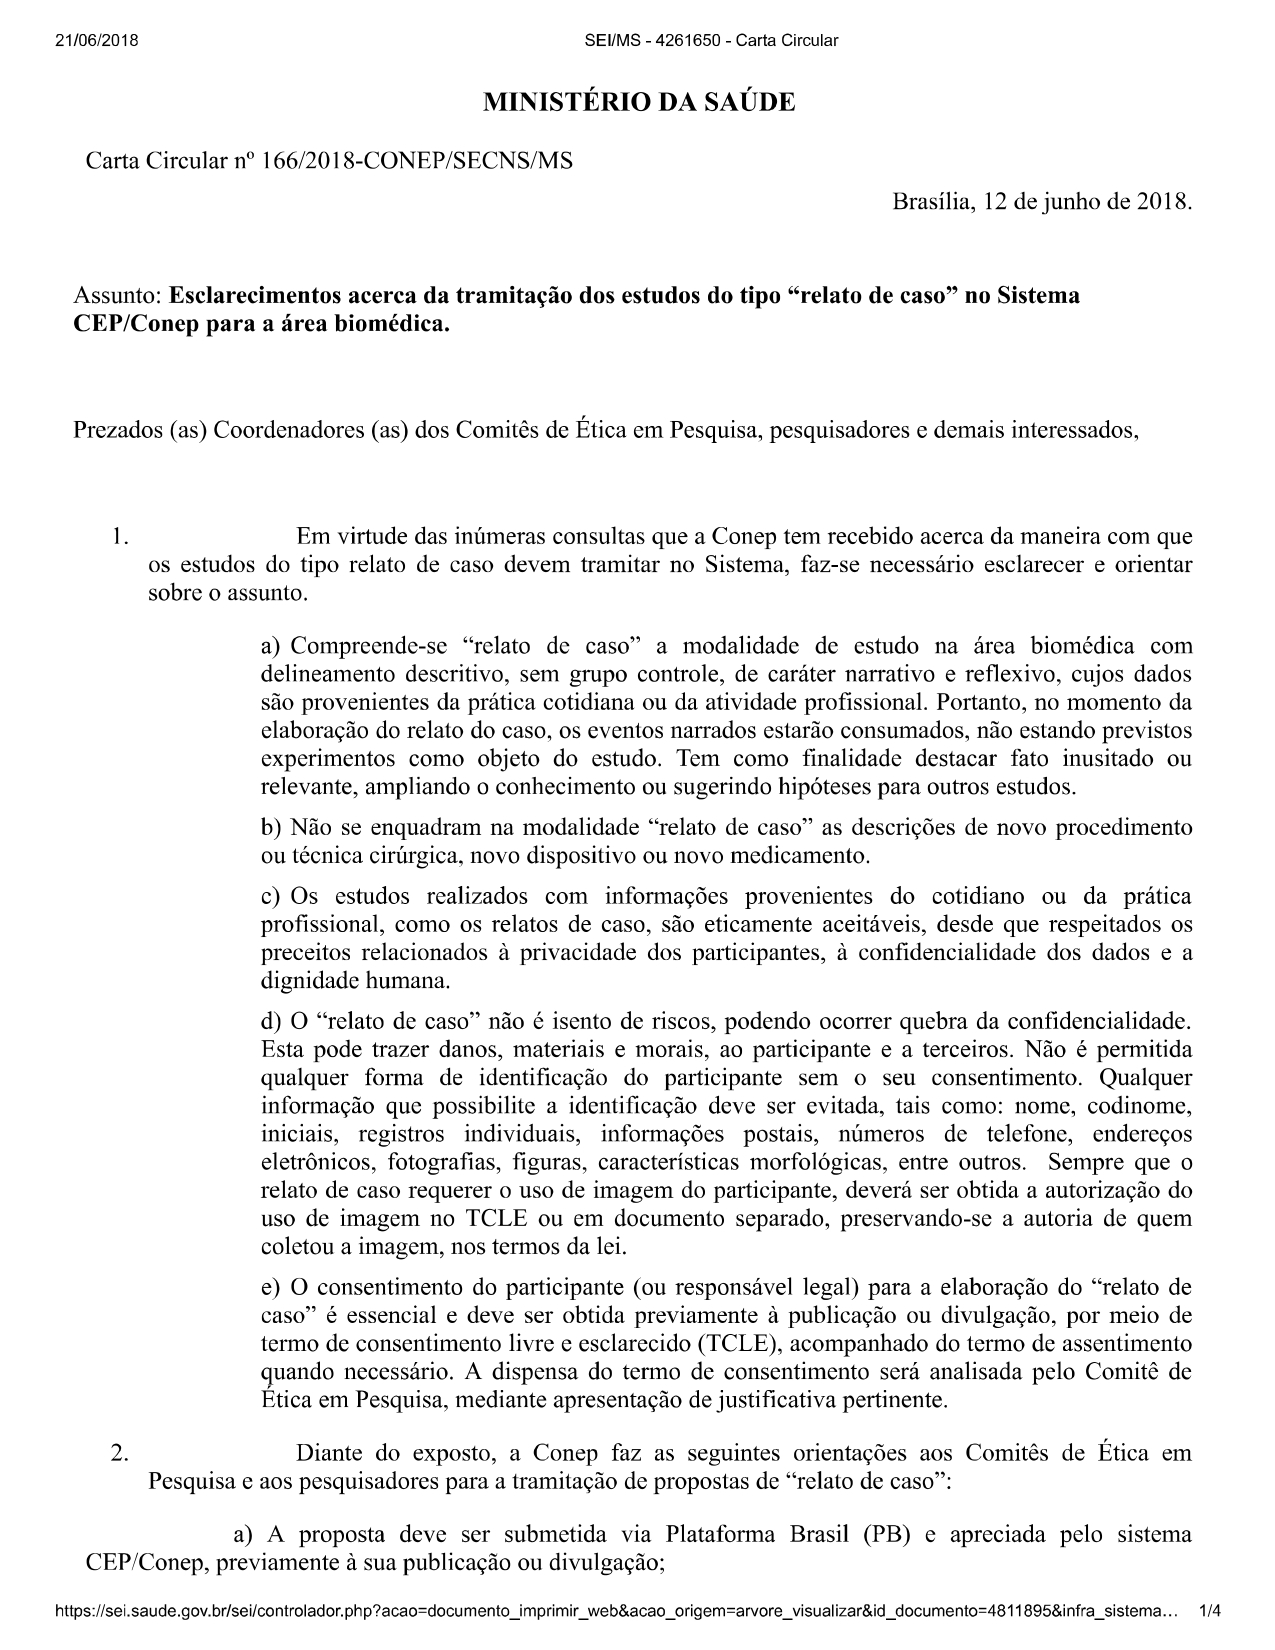 21/06/2018 SEI/MS - 4261650 - Carta Circular
MINISTÉRIO DA SAÚDE
Carta Circular nº 166/2018-CONEP/SECNS/MS
Brasília, 12 de junho de 2018.
Assunto: Esclarecimentos acerca da tramitação dos estudos do tipo “relato de caso” no Sistema
CEP/Conep para a área biomédica.
Prezados (as) Coordenadores (as) dos Comitês de Ética em Pesquisa, pesquisadores e demais interessados,
1. Em virtude das inúmeras consultas que a Conep tem recebido acerca da maneira com que
os estudos do tipo relato de caso devem tramitar no Sistema, faz-se necessário esclarecer e orientar
sobre o assunto.
a) Compreende-se “relato de caso” a modalidade de estudo na área biomédica com
delineamento descritivo, sem grupo controle, de caráter narrativo e reflexivo, cujos dados
são provenientes da prática cotidiana ou da atividade profissional. Portanto, no momento da
elaboração do relato do caso, os eventos narrados estarão consumados, não estando previstos
experimentos como objeto do estudo. Tem como finalidade destacar fato inusitado ou
relevante, ampliando o conhecimento ou sugerindo hipóteses para outros estudos.
b) Não se enquadram na modalidade “relato de caso” as descrições de novo procedimento
ou técnica cirúrgica, novo dispositivo ou novo medicamento.
c) Os estudos realizados com informações provenientes do cotidiano ou da prática
profissional, como os relatos de caso, são eticamente aceitáveis, desde que respeitados os
preceitos relacionados à privacidade dos participantes, à confidencialidade dos dados e a
dignidade humana.
d) O “relato de caso” não é isento de riscos, podendo ocorrer quebra da confidencialidade.
Esta pode trazer danos, materiais e morais, ao participante e a terceiros. Não é permitida
qualquer forma de identificação do participante sem o seu consentimento. Qualquer
informação que possibilite a identificação deve ser evitada, tais como: nome, codinome,
iniciais, registros individuais, informações postais, números de telefone, endereços
eletrônicos, fotografias, figuras, características morfológicas, entre outros. Sempre que o
relato de caso requerer o uso de imagem do participante, deverá ser obtida a autorização do
uso de imagem no TCLE ou em documento separado, preservando-se a autoria de quem
coletou a imagem, nos termos da lei.
e) O consentimento do participante (ou responsável legal) para a elaboração do “relato de
caso” é essencial e deve ser obtida previamente à publicação ou divulgação, por meio de
termo de consentimento livre e esclarecido (TCLE), acompanhado do termo de assentimento
quando necessário. A dispensa do termo de consentimento será analisada pelo Comitê de
Ética em Pesquisa, mediante apresentação de justificativa pertinente.
2. Diante do exposto, a Conep faz as seguintes orientações aos Comitês de Ética em
Pesquisa e aos pesquisadores para a tramitação de propostas de “relato de caso”:
a) A proposta deve ser submetida via Plataforma Brasil (PB) e apreciada pelo sistema
CEP/Conep, previamente à sua publicação ou divulgação;
https://sei.saude.gov.br/sei/controlador.php?acao=documento_imprimir_web&acao_origem=arvore_visualizar&id_documento=4811895&infra_sistema… 1/4